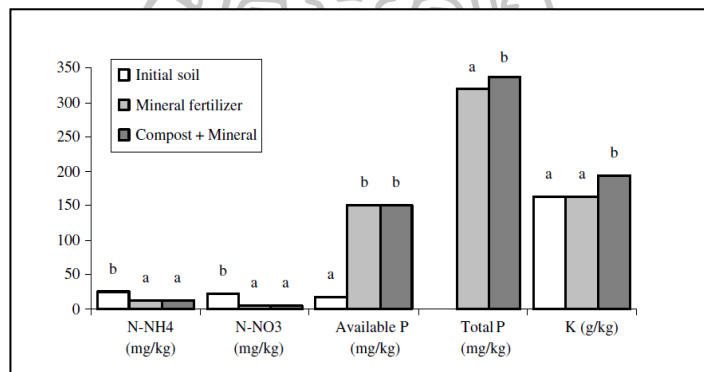 350
300
250
200
150
100
50
0
Initial soil
Mineral fertilizer
Compost + Mineral
b a a
b a a
a b b
a b
a a b
N-NH4
(mg/kg)
N-NO3
(mg/kg)
Available P
(mg/kg)
Total P
(mg/kg)
K (g/kg)